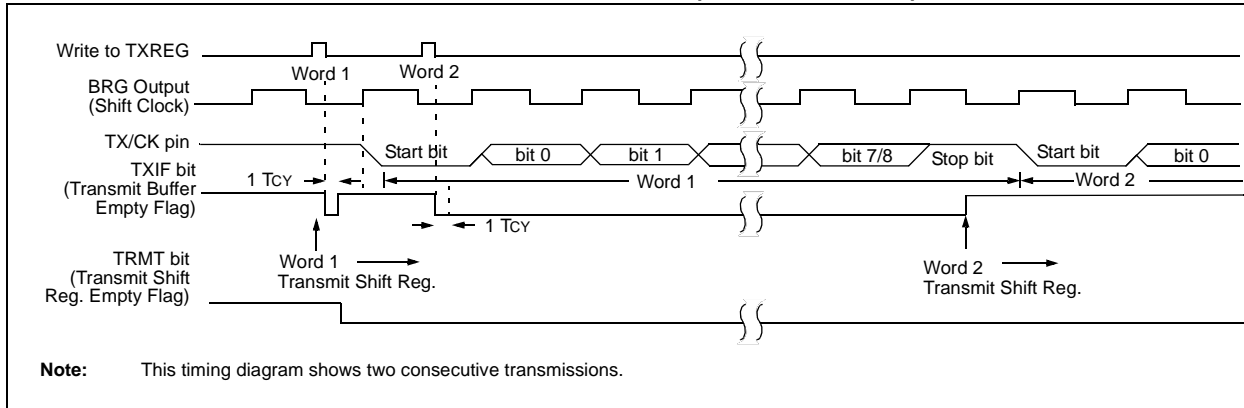 Write to TXREG
Word 1
Word 2
BRG Output
(Shift Clock)
TX/CK pin
Start bit
bit 0
bit 1
bit 7/8
Stop bit
Start bit
bit 0
TXIF bit
(Transmit Buffer
Empty Flag)
1 TCY
Word 1
Word 2
1 TCY
Word 1
Transmit Shift Reg.
Word 2
Transmit Shift Reg.
TRMT bit
(Transmit Shift
Reg. Empty Flag)
Note: This timing diagram shows two consecutive transmissions.